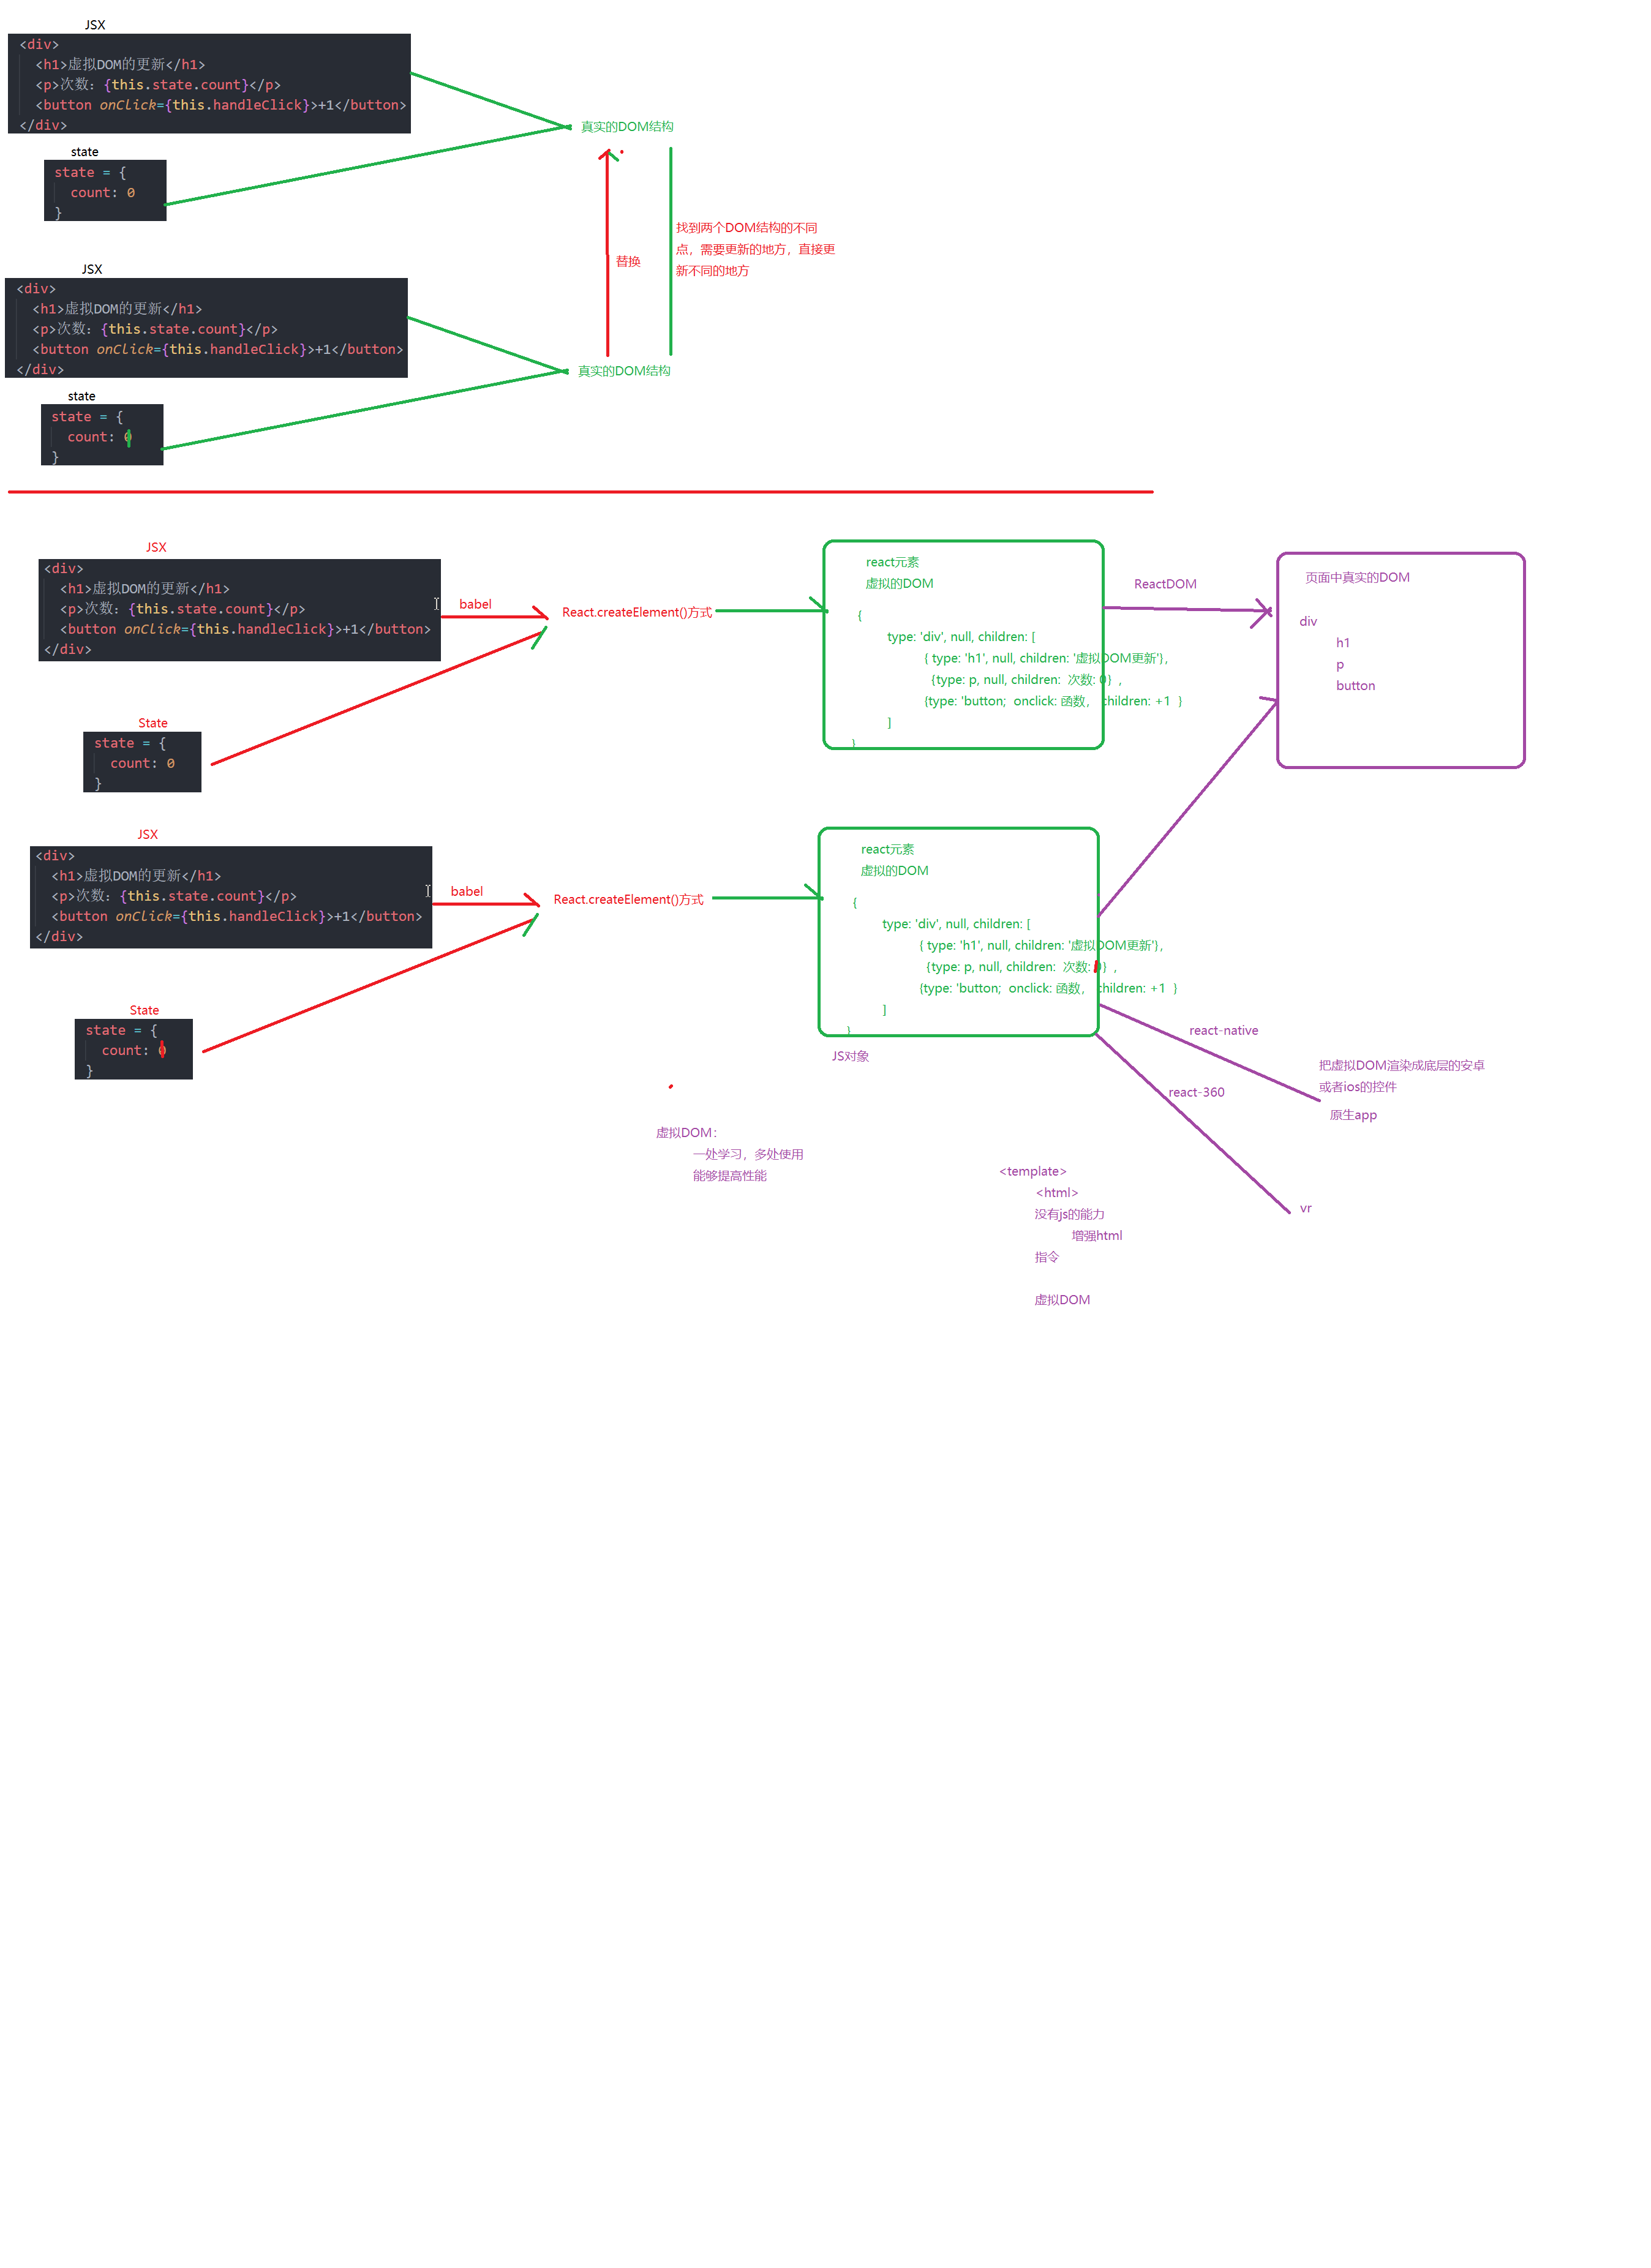 JSX
<div>
<h1>虚拟DOM的更新</h1>
<p>次数：{this.state.count}</p>
<button onClick={this.handleClick}>+1</button>
</div>
state
state = {
count: 0
}
真实的DOM结构
替换
找到两个DOM结构的不同
点，需要更新的地方，直接更
新不同的地方
JSX
<div>
<h1>虚拟DOM的更新</h1>
<p>次数：{this.state.count}</p>
<button onClick={this.handleClick}>+1</button>
</div>
真实的DOM结构
state
state = {
count:
}
JSX
<div>
<h1>虚拟DOM的更新</h1>
<p>次数：{this.state.count}</p>
<button onClick={this.handleClick}>+1</button>
</div>
babel
React.createElement()方式
State
state = {
count: 0
}
react元素
虚拟的DOM
{
type: 'div', null, children: [
{ type: 'h1', null, children: '虚拟DOM更新'},
{type: p, null, children: 次数: 0} ,
{type: 'button; onclick: 函数， children: +1 }
]
}
ReactDOM
页面中真实的DOM
div
h1
p
button
JSX
<div>
<h1>虚拟DOM的更新</h1>
<p>次数：{this.state.count}</p>
<button onClick={this.handleClick}>+1</button>
</div>
babel
React.createElement()方式
State
state = {
count:
}
react元素
虚拟的DOM
{
type: 'div', null, children: [
{ type: 'h1', null, children: '虚拟DOM更新'},
{type: p, null, children: 次数: } ,
{type: 'button; onclick: 函数， children: +1 }
]
}
JS对象
react-native
把虚拟DOM渲染成底层的安卓
或者ios的控件
原生app
react-360
vr
虚拟DOM：
一处学习，多处使用
能够提高性能
<template>
<html>
没有js的能力
增强html
指令
虚拟DOM